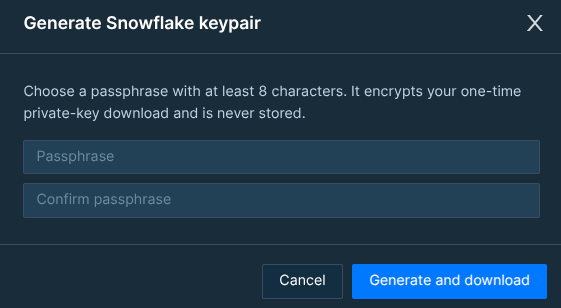 Generate Snowflake keypair
X
Choose a passphrase with at least 8 characters. It encrypts your one-time
private-key download and is never stored.
Passphrase
Confirm passphrase
Cancel
Generate and download